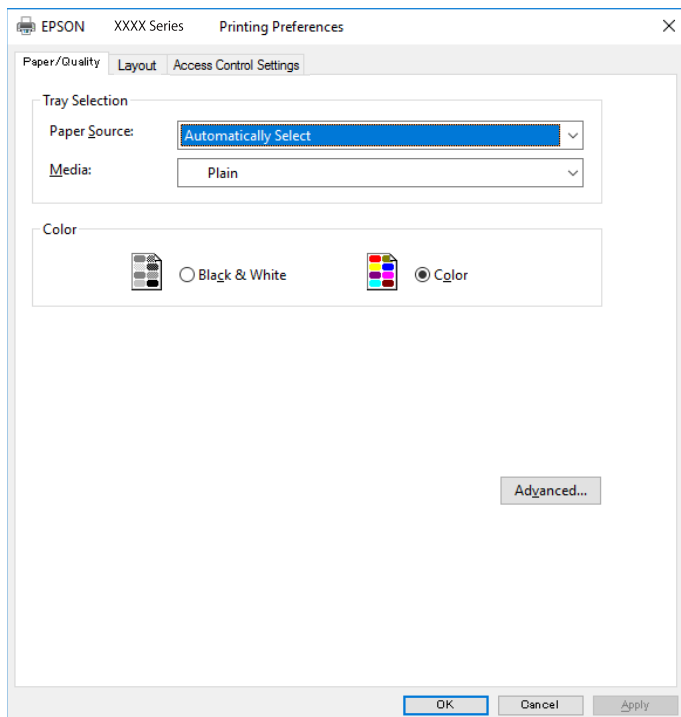 EPSON XXXX Series Printing Preferences
Paper/Quality Layout Access Control Settings
Tray Selection
Paper Source: Automatically Select
Media: Plain
Color
Black & White Color
Advanced...
OK Cancel Apply